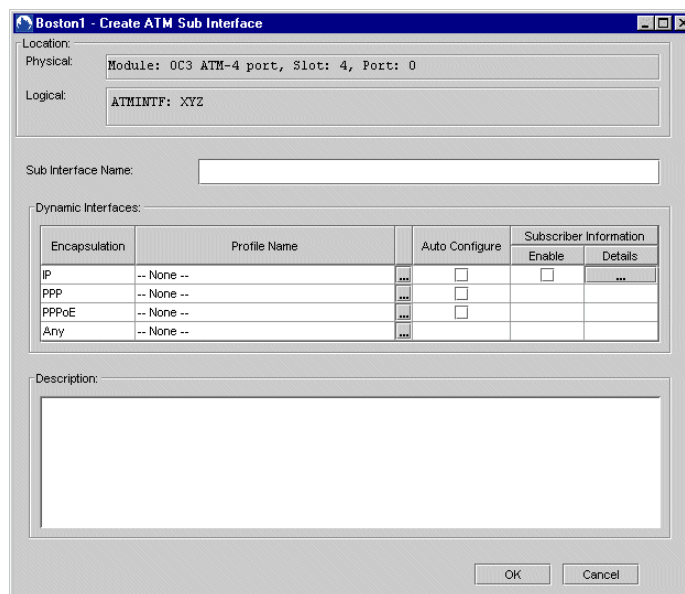 Boston1 - Create ATM Sub Interface
Location:
Physical: Module: OC3 ATM-4 port, Slot: 4, Port: 0
Logical: ATMINTF: XYZ
Sub Interface Name:
Dynamic Interfaces:
Encapsulation Profile Name Auto Configure Subscriber Information
Enable Details
IP -- None -- ... ...
PPP -- None -- ...
PPPoE -- None -- ...
Any -- None -- ...
Description:
OK Cancel